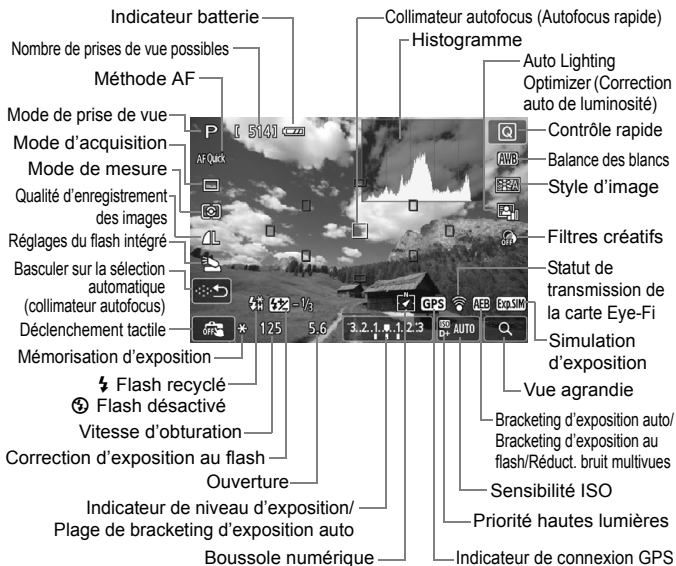 Indicateur batterie
Collimateur autofocus (Autofocus rapide)
Nombre de prises de vue possibles
Histogramme
Méthode AF
Auto Lighting
Optimizer (Correction
auto de luminosité)
Mode de prise de vue
Contrôle rapide
Mode d'acquisition
Balance des blancs
Mode de mesure
Style d'image
Qualité d'enregistrement
des images
Filtres créatifs
Réglages du flash intégré
Basculer sur la sélection
automatique
(collimateur autofocus)
Statut de
transmission de
la carte Eye-Fi
Déclenchement tactile
Simulation
d'exposition
Mémorisation d'exposition
Vue agrandie
Flash recyclé
Flash désactivé
Bracketing d'exposition auto/
Bracketing d'exposition au
flash/Réduct. bruit multivues
Vitesse d'obturation
Correction d'exposition au flash
Sensibilité ISO
Ouverture
Indicateur de niveau d'exposition/
Plage de bracketing d'exposition auto
Priorité hautes lumières
Boussole numérique
Indicateur de connexion GPS
P
[ 514]
Q
AF Quick
AWB
A
L
OFF
H
-1/3
GPS
AEB
Exp.SIM
OFF
* 125 5.6
3..2..1..1..2..3
ISO
D+
AUTO